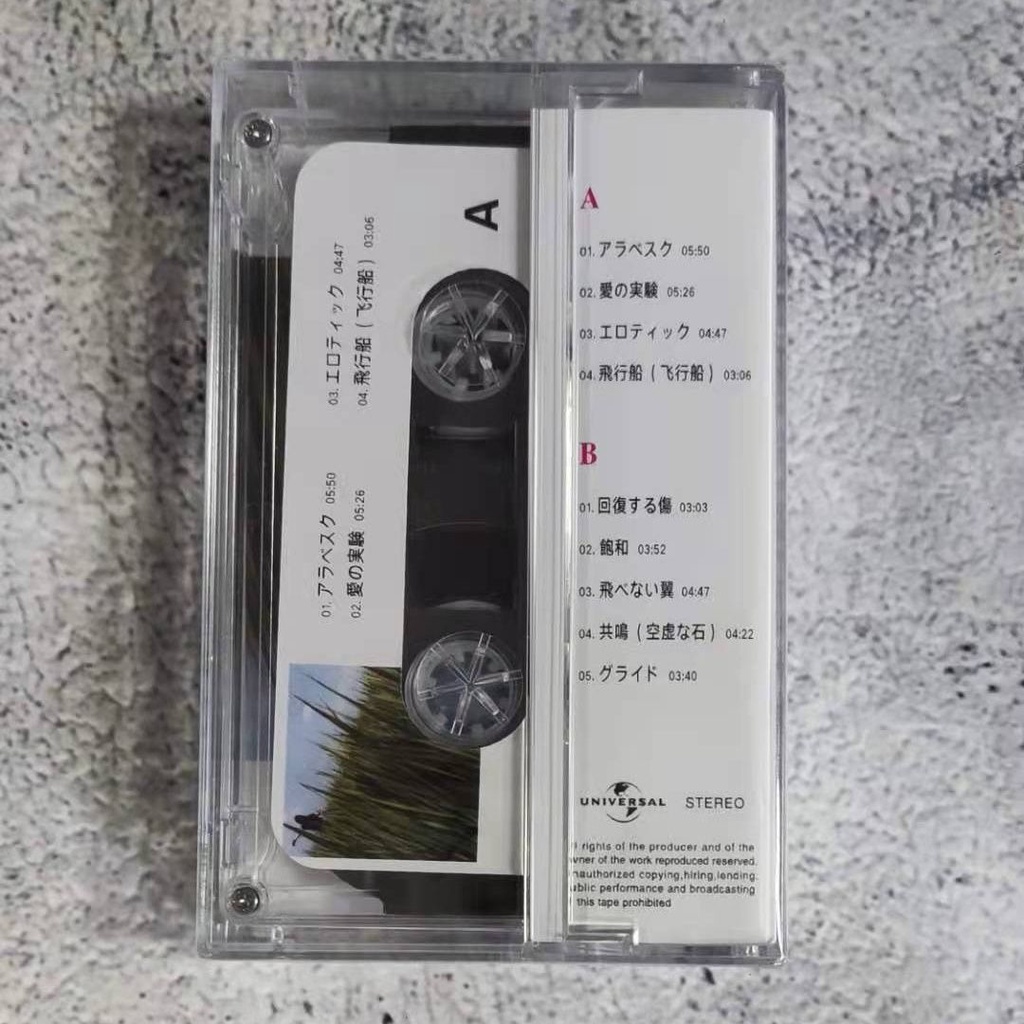 A
01. アラベスク 05:50
02. 愛の実験 05:26
03. エロティック 04:47
04. 飛行船 (飞行船) 03:06
A
01. アラベスク 05:50
02. 愛の実験 05:26
03. エロティック 04:47
04. 飛行船 (飞行船) 03:06
B
01. 回復する傷 03:03
02. 飽和 03:52
03. 飛べない翼 04:47
04. 共鳴 (空虚な石) 04:22
05. グライド 03:40
UNIVERSAL STEREO
rights of the producer and of the
of the work reproduced reserved.
copying,hiring,lending.
performance and broadcasting
this tape prohibited